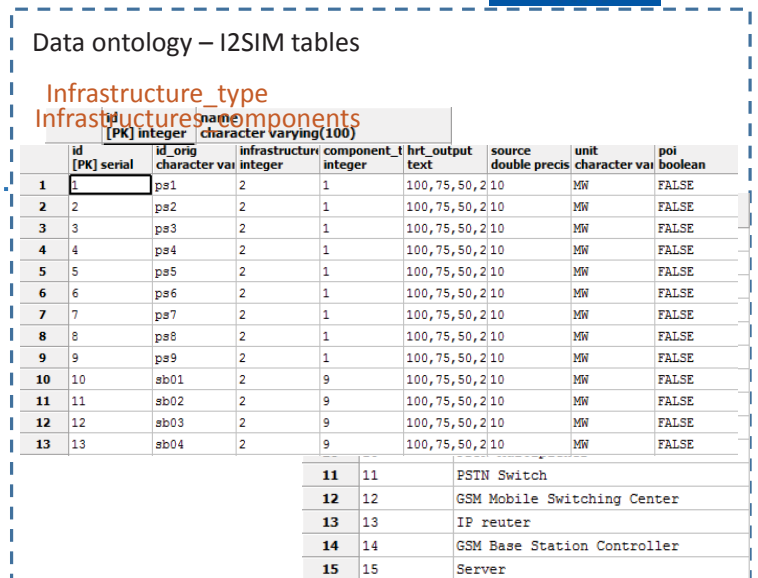 Data ontology – I2SIM tables
Infrastructure_type
Infrastructures_components
id name
[PK] integer character varying(100)
id id_orig infrastructure component_t hrt_output source unit poi
[PK] serial character var integer integer text double precis character var boolean
1 1 ps1 2 1 100,75,50,2 10 MW FALSE
2 2 ps2 2 1 100,75,50,2 10 MW FALSE
3 3 ps3 2 1 100,75,50,2 10 MW FALSE
4 4 ps4 2 1 100,75,50,2 10 MW FALSE
5 5 ps5 2 1 100,75,50,2 10 MW FALSE
6 6 ps6 2 1 100,75,50,2 10 MW FALSE
7 7 ps7 2 1 100,75,50,2 10 MW FALSE
8 8 ps8 2 1 100,75,50,2 10 MW FALSE
9 9 ps9 2 1 100,75,50,2 10 MW FALSE
10 10 sb01 2 9 100,75,50,2 10 MW FALSE
11 11 sb02 2 9 100,75,50,2 10 MW FALSE
12 12 sb03 2 9 100,75,50,2 10 MW FALSE
13 13 sb04 2 9 100,75,50,2 10 MW FALSE
11 11 PSTN Switch
12 12 GSM Mobile Switching Center
13 13 IP reuter
14 14 GSM Base Station Controller
15 15 Server